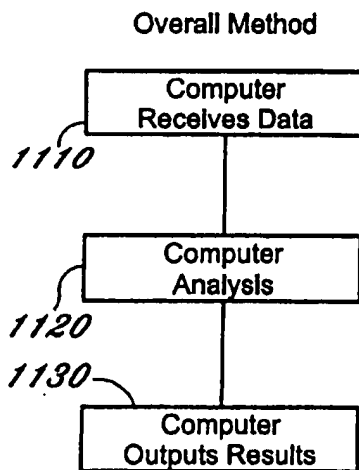 Overall Method
Computer
Receives Data
1110
Computer
Analysis
1120
1130
Computer
Outputs Results